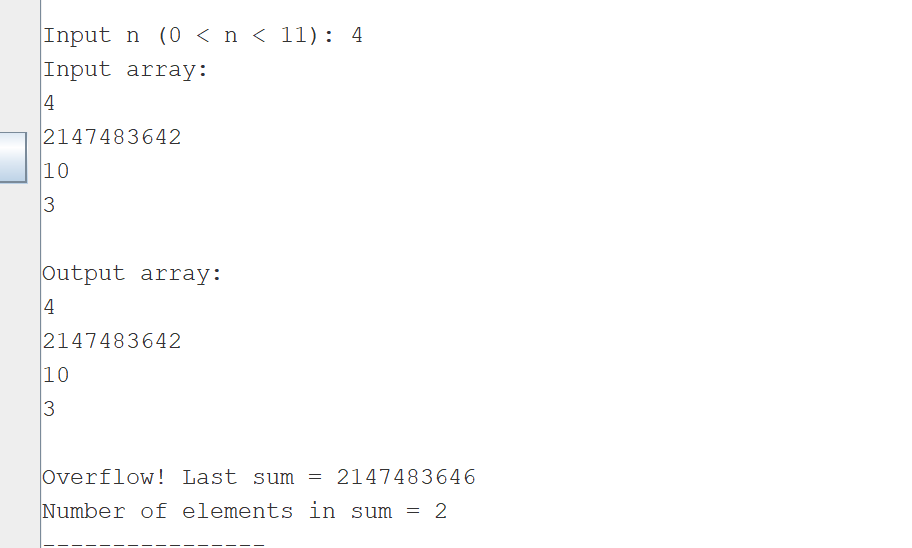 Input n (0 < n < 11): 4
Input array:
4
2147483642
10
3
Output array:
4
2147483642
10
3
Overflow! Last sum = 2147483646
Number of elements in sum = 2
----------------